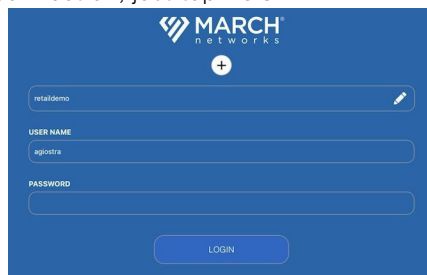 MARCH
networks
retaildemo
USER NAME
agiostra
PASSWORD
LOGIN